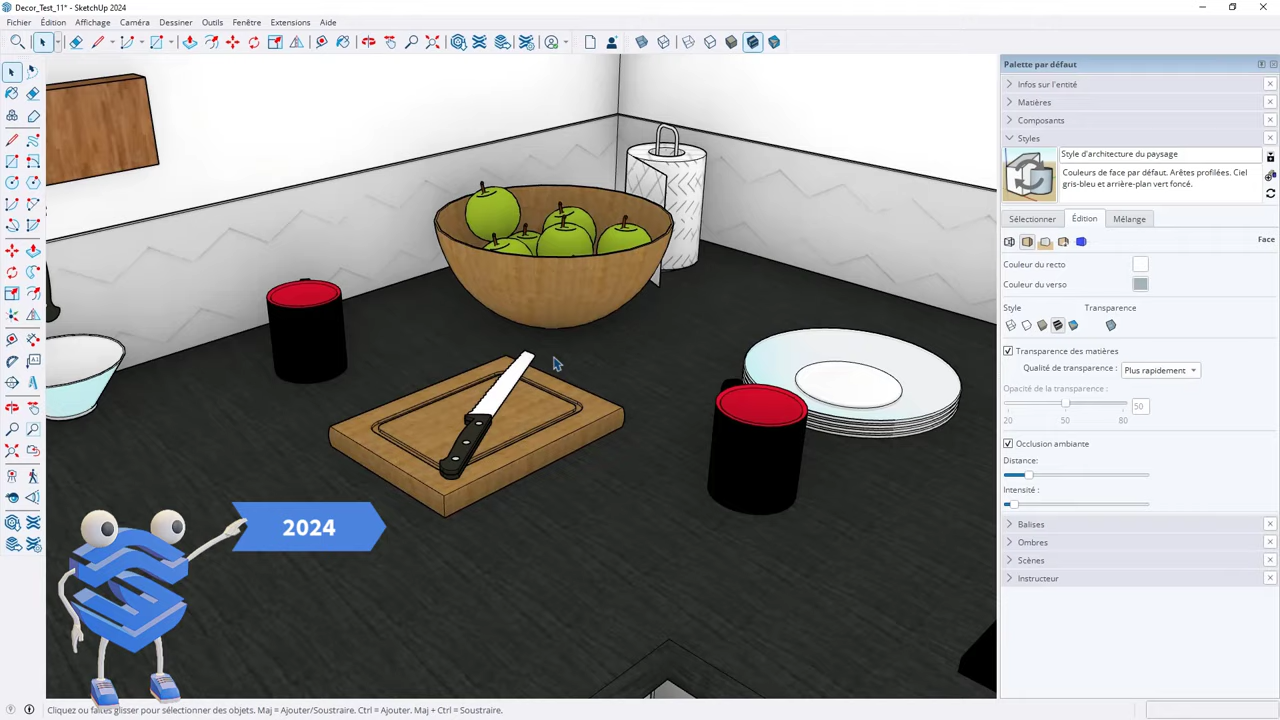 Decor_Test_11* - SketchUp 2024
Fichier Édition Affichage Caméra Dessiner Outils Fenêtre Extensions Aide
Palette par défaut
Infos sur l'entité
Matières
Composants
Styles
Style d'architecture du paysage
Couleurs de face par défaut. Arêtes profilées. Ciel
gris-bleu et arrière-plan vert foncé.
Sélectionner Édition Mélange
Face
Couleur du recto
Couleur du verso
Style Transparence
Transparence des matières
Qualité de transparence : Plus rapidement
Opacité de la transparence : 50
20 50 80
Occlusion ambiante
Distance:
Intensité :
Balises
Ombres
Scènes
Instructeur
2024
Cliquez ou faites glisser pour sélectionner des objets. Maj = Ajouter/Soustraire. Ctrl = Ajouter. Maj + Ctrl = Soustraire.